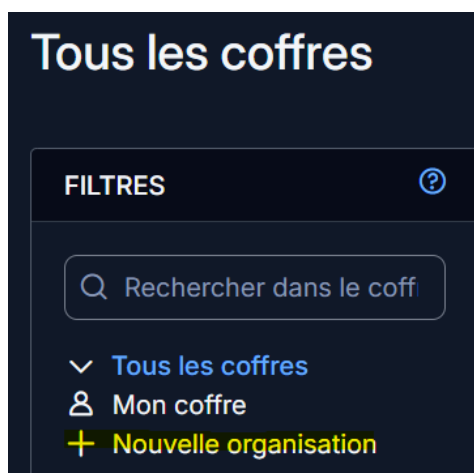 Tous les coffres
FILTRES
Rechercher dans le coff
Tous les coffres
Mon coffre
Nouvelle organisation